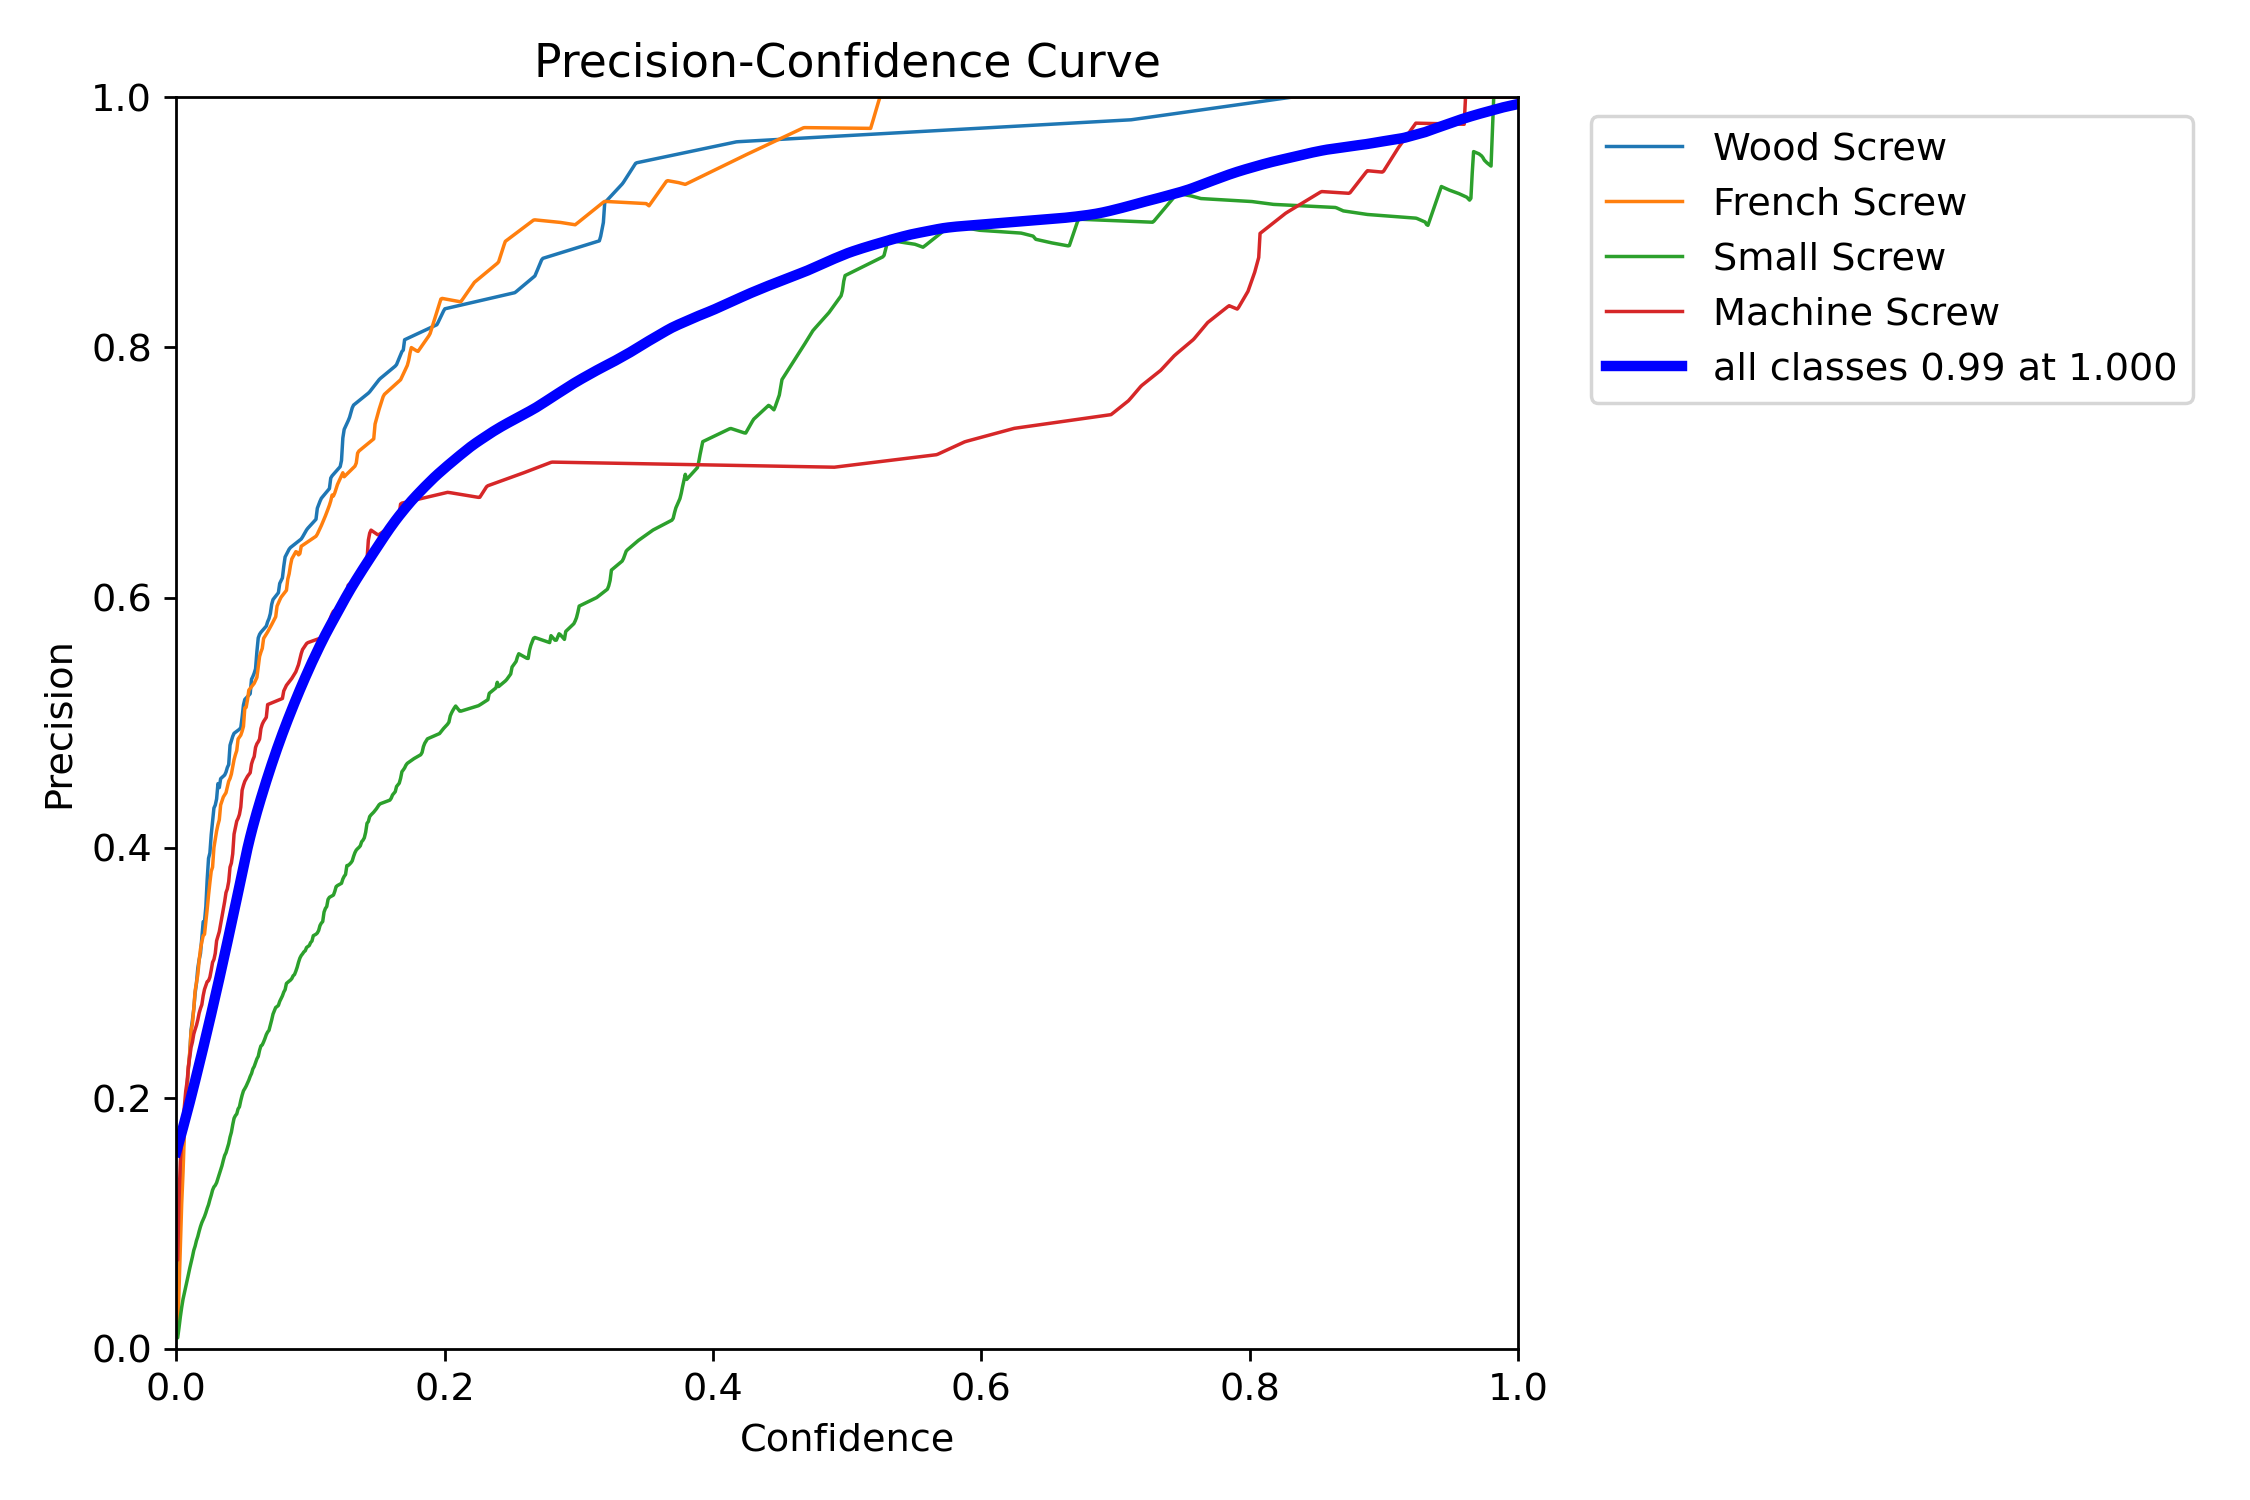 Precision-Confidence Curve
1.0
0.8
0.6
0.4
0.2
0.0
Precision
0.0 0.2 0.4 0.6 0.8 1.0
Confidence
Wood Screw
French Screw
Small Screw
Machine Screw
all classes 0.99 at 1.000